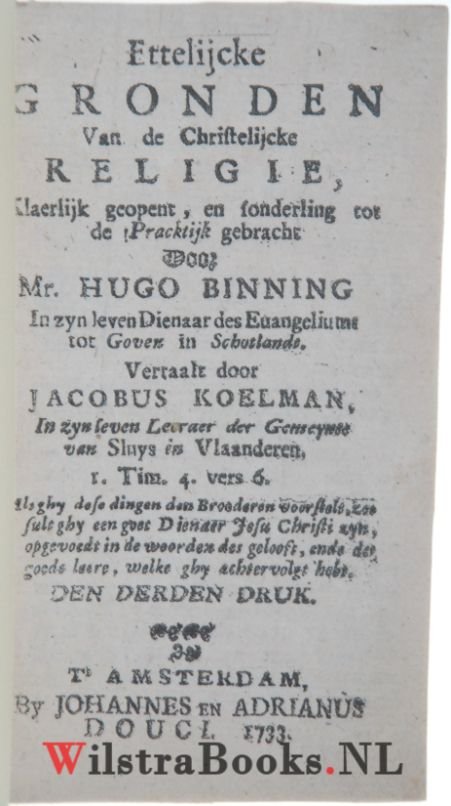 Ettelijcke
GRONDEN
Van de Christelijcke
RELIGIE,
Klaerlijk geopent, en sonderling tot
de Practijk gebracht
Door
Mr. HUGO BINNING
In zyn leven Dienaar des Euangeliums
tot Goven in Schotlande.
Vertaalt door
JACOBUS KOELMAN,
In zyn leven Leeraer der Gemeynte
van Sluys in Vlaanderen,
1. Tim. 4. vers 6.
Als ghy dese dingen den Broederen voorstelt, zoo
sult ghy een goet Dienaer Jesu Christi zyn,
opgevoedt in de woorden des geloofs, ende der
goede leere, welke ghy achtervolgt hebt.
DEN DERDEN DRUK.
T' AMSTERDAM,
By JOHANNES EN ADRIANUS
DOUCI. 1733.
WilstraBooks.NL